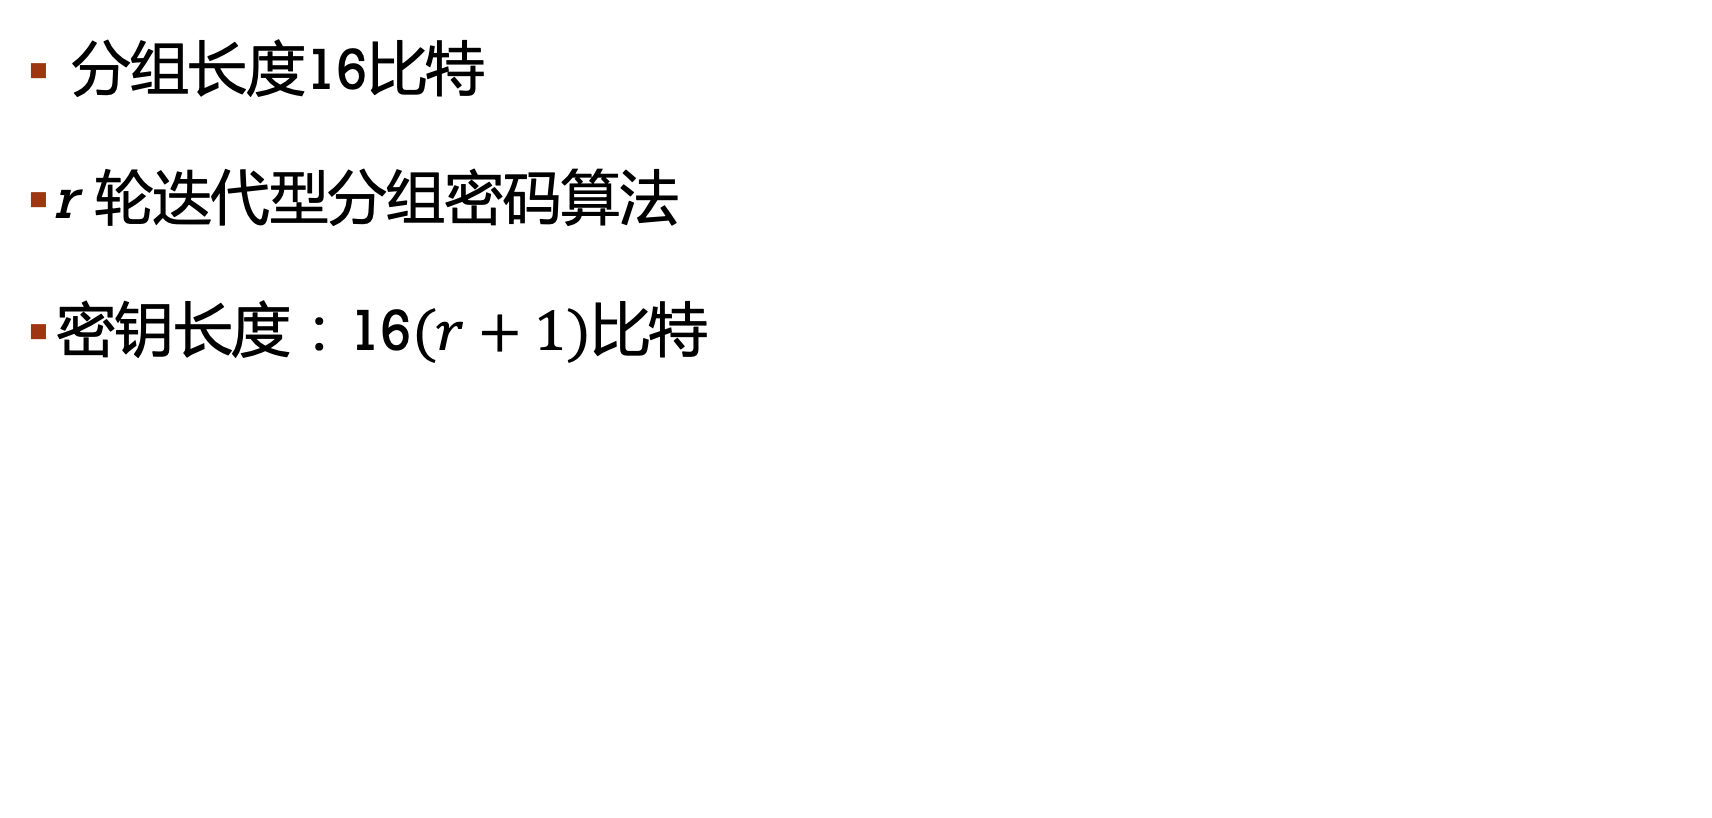 ▪ 分组长度16比特
▪ r 轮迭代型分组密码算法
▪ 密钥长度：16(r + 1)比特